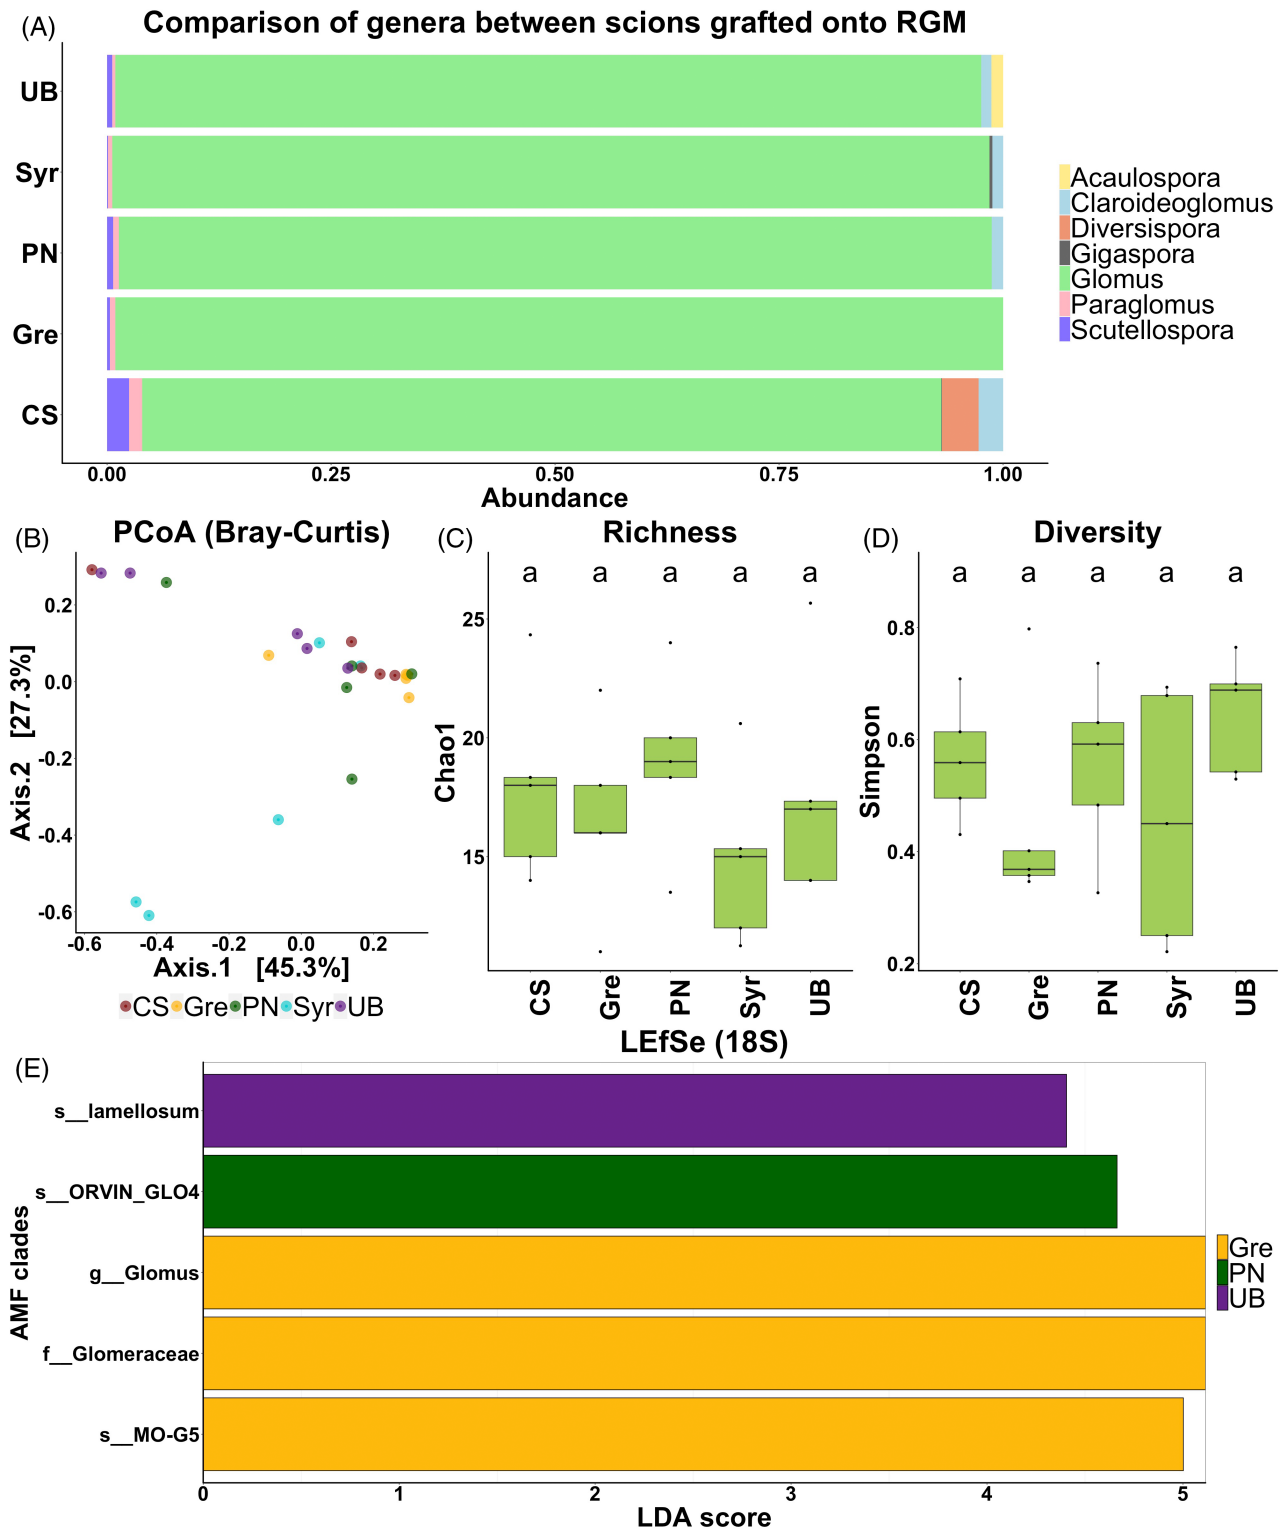 (A) Comparison of genera between scions grafted onto RGM
UB
Syr
PN
Gre
CS
0.00 0.25 0.50 0.75 1.00
Abundance
Acaulospora
Claroideoglomus
Diversispora
Gigaspora
Glomus
Paraglomus
Scutellospora
(B) PCoA (Bray-Curtis)
Axis.2 [27.3%]
0.2
0.0
-0.2
-0.4
-0.6
-0.6 -0.4 -0.2 0.0 0.2
Axis.1 [45.3%]
CS Gre PN Syr UB
(C) Richness
a a a a a
Chao1
25
20
15
CS Gre PN Syr UB
(D) Diversity
a a a a a
Simpson
0.8
0.6
0.4
0.2
CS Gre PN Syr UB
(E) LEfSe (18S)
AMF clades
s__lamellosum
s__ORVIN_GLO4
g__Glomus
f__Glomeraceae
s__MO-G5
0 1 2 3 4 5
LDA score
Gre
PN
UB